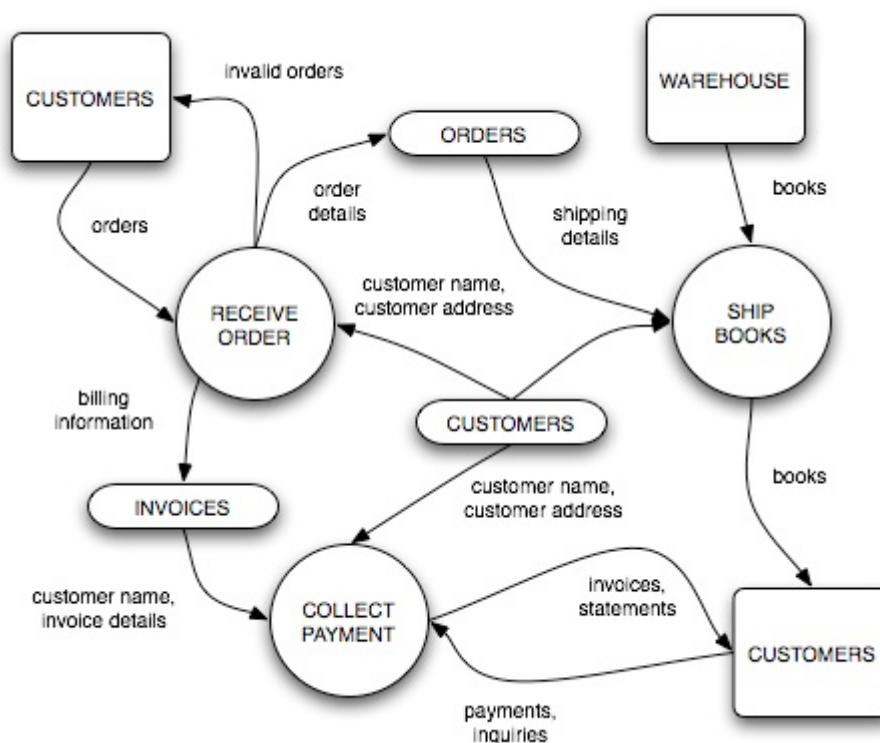 CUSTOMERS
invalid orders
WAREHOUSE
ORDERS
order
details
books
orders
shipping
details
customer name,
customer address
RECEIVE
ORDER
SHIP
BOOKS
billing
information
CUSTOMERS
books
customer name,
customer address
INVOICES
customer name,
invoice details
COLLECT
PAYMENT
invoices,
statements
CUSTOMERS
payments,
inquiries